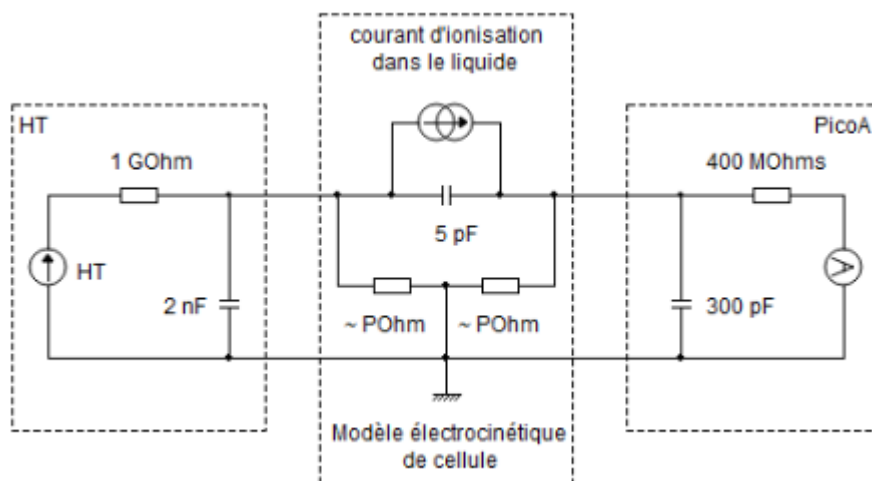 courant d'ionisation
dans le liquide
HT
PicoA
1 GOhm
400 MOhms
5 pF
HT
A
2 nF
~ POhm
~ POhm
300 pF
Modèle électrocinétique
de cellule